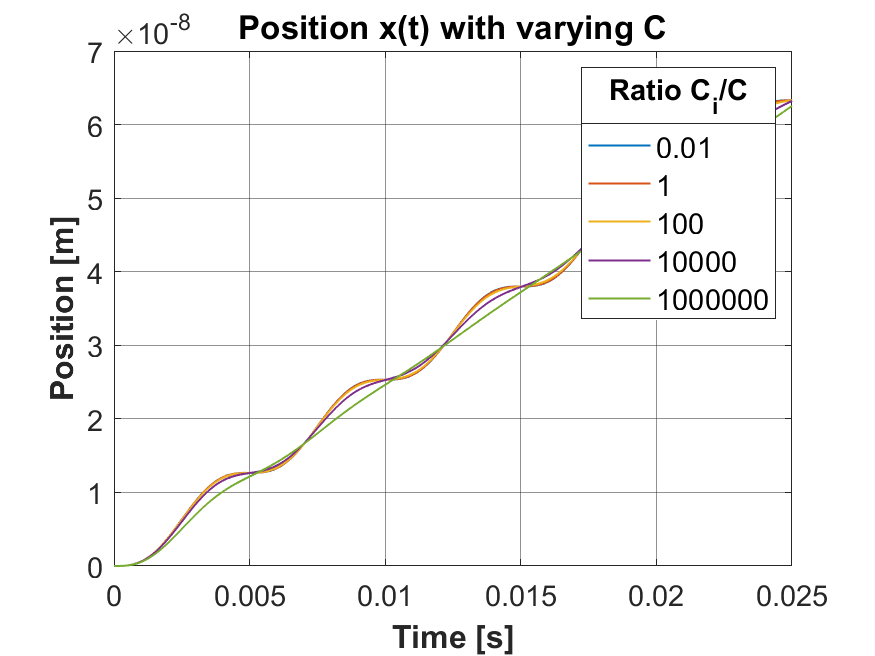 ×10-8
Position x(t) with varying C
Ratio Ci/C
0.01
1
100
10000
1000000
Position [m]
7
6
5
4
3
2
1
0
0 0.005 0.01 0.015 0.02 0.025
Time [s]